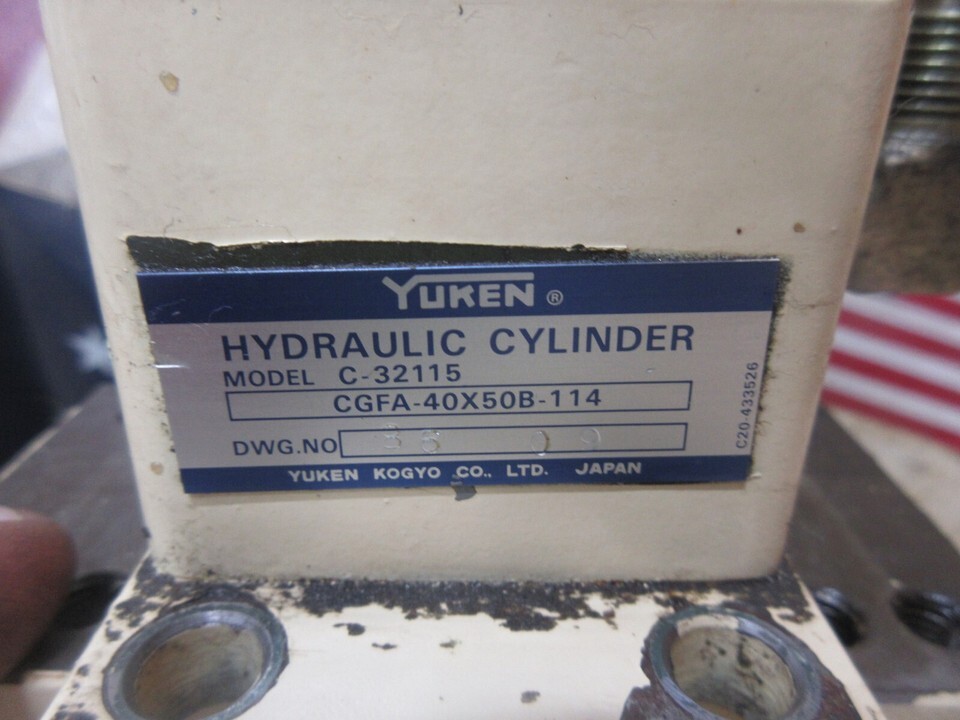 YUKEN ®
HYDRAULIC CYLINDER
MODEL C-32115
CGFA-40X50B-114
DWG.NO
YUKEN KOGYO CO., LTD. JAPAN
C20-433526